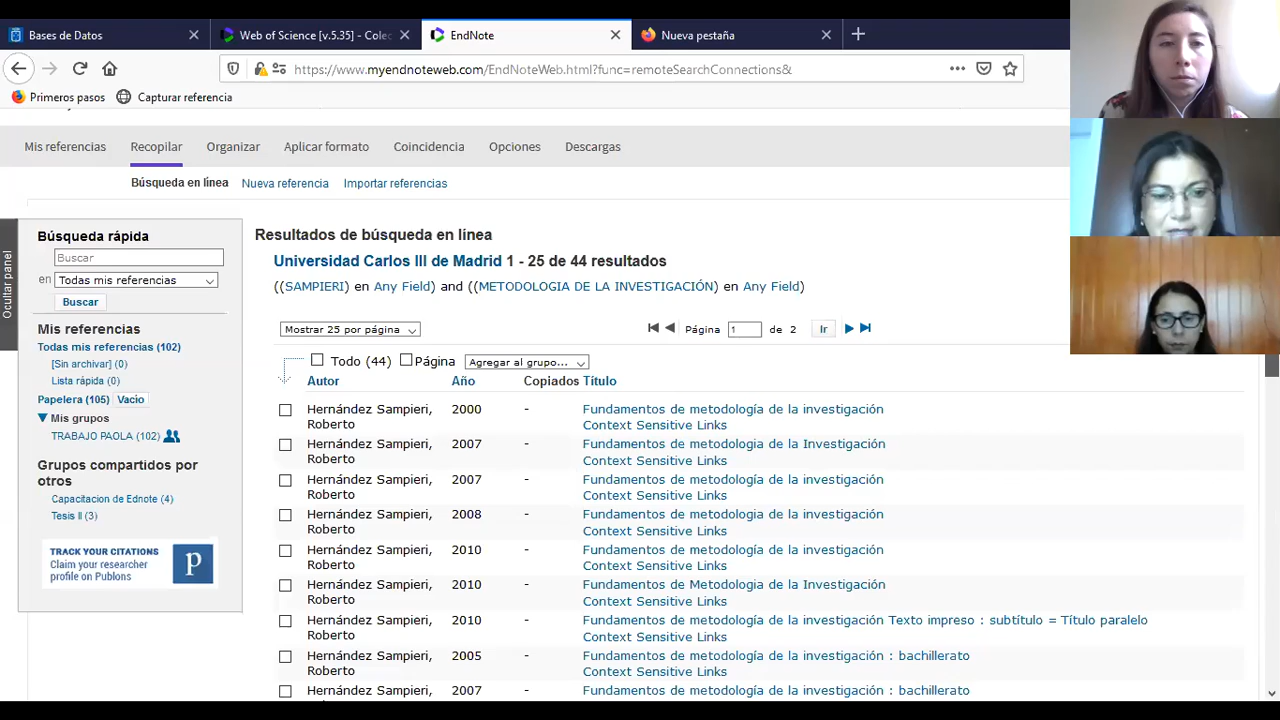 Bases de Datos
Web of Science [v.5.35] - Colec
EndNote
Nueva pestaña
https://www.myendnoteweb.com/EndNoteWeb.html?func=remoteSearchConnections&
Primeros pasos
Capturar referencia
Mis referencias
Recopilar
Organizar
Aplicar formato
Coincidencia
Opciones
Descargas
Búsqueda en línea
Nueva referencia
Importar referencias
Ocultar panel
Búsqueda rápida
Buscar
en Todas mis referencias
Buscar
Mis referencias
Todas mis referencias (102)
[Sin archivar] (0)
Lista rápida (0)
Papelera (105) Vacio
Mis grupos
TRABAJO PAOLA (102)
Grupos compartidos por
otros
Capacitacion de Ednote (4)
Tesis II (3)
TRACK YOUR CITATIONS
Claim your researcher
profile on Publons
p
Resultados de búsqueda en línea
Universidad Carlos III de Madrid 1 - 25 de 44 resultados
((SAMPIERI) en Any Field) and ((METODOLOGIA DE LA INVESTIGACIÓN) en Any Field)
Mostrar 25 por página
Página 1 de 2 Ir
Todo (44) Página Agregar al grupo...
Autor Año Copiados Título
Hernández Sampieri, 2000 - Fundamentos de metodología de la investigación
Roberto Context Sensitive Links
Hernández Sampieri, 2007 - Fundamentos de metodologia de la Investigación
Roberto Context Sensitive Links
Hernández Sampieri, 2007 - Fundamentos de metodología de la investigación
Roberto Context Sensitive Links
Hernández Sampieri, 2008 - Fundamentos de metodología de la investigación
Roberto Context Sensitive Links
Hernández Sampieri, 2010 - Fundamentos de metodología de la investigación
Roberto Context Sensitive Links
Hernández Sampieri, 2010 - Fundamentos de Metodologia de la Investigación
Roberto Context Sensitive Links
Hernández Sampieri, 2010 - Fundamentos de metodología de la investigación Texto impreso : subtítulo = Título paralelo
Roberto Context Sensitive Links
Hernández Sampieri, 2005 - Fundamentos de metodología de la investigación : bachillerato
Roberto Context Sensitive Links
Hernández Sampieri, 2007 - Fundamentos de metodología de la investigación : bachillerato